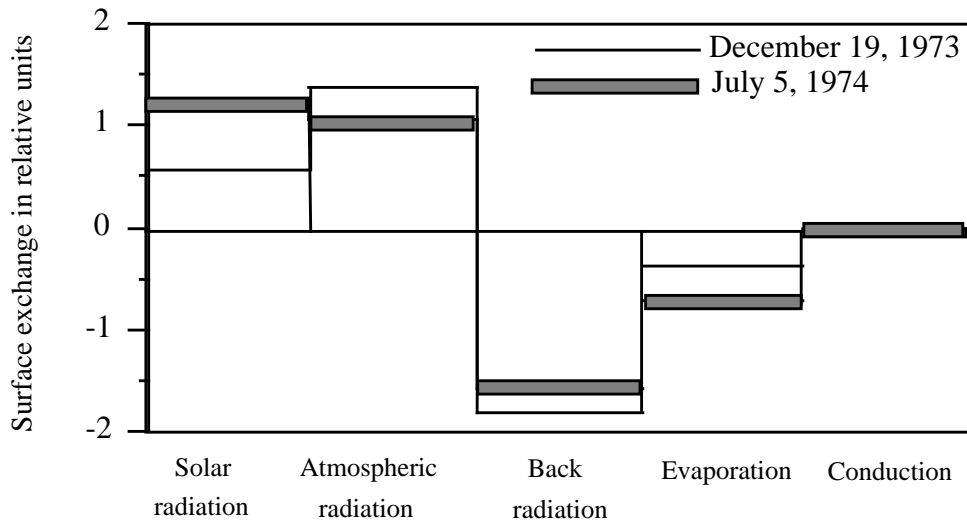 Surface exchange in relative units
2
1
0
-1
-2
December 19, 1973
July 5, 1974
Solar
radiation
Atmospheric
radiation
Back
radiation
Evaporation
Conduction